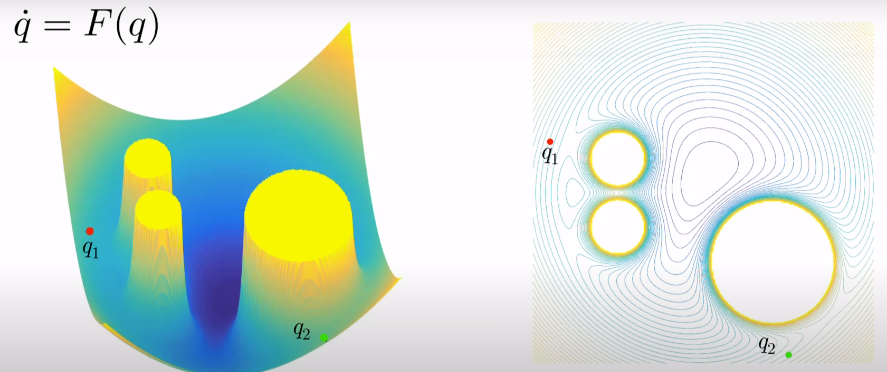 q̇ = F(q)
q₁
q₂
q₁
q₂